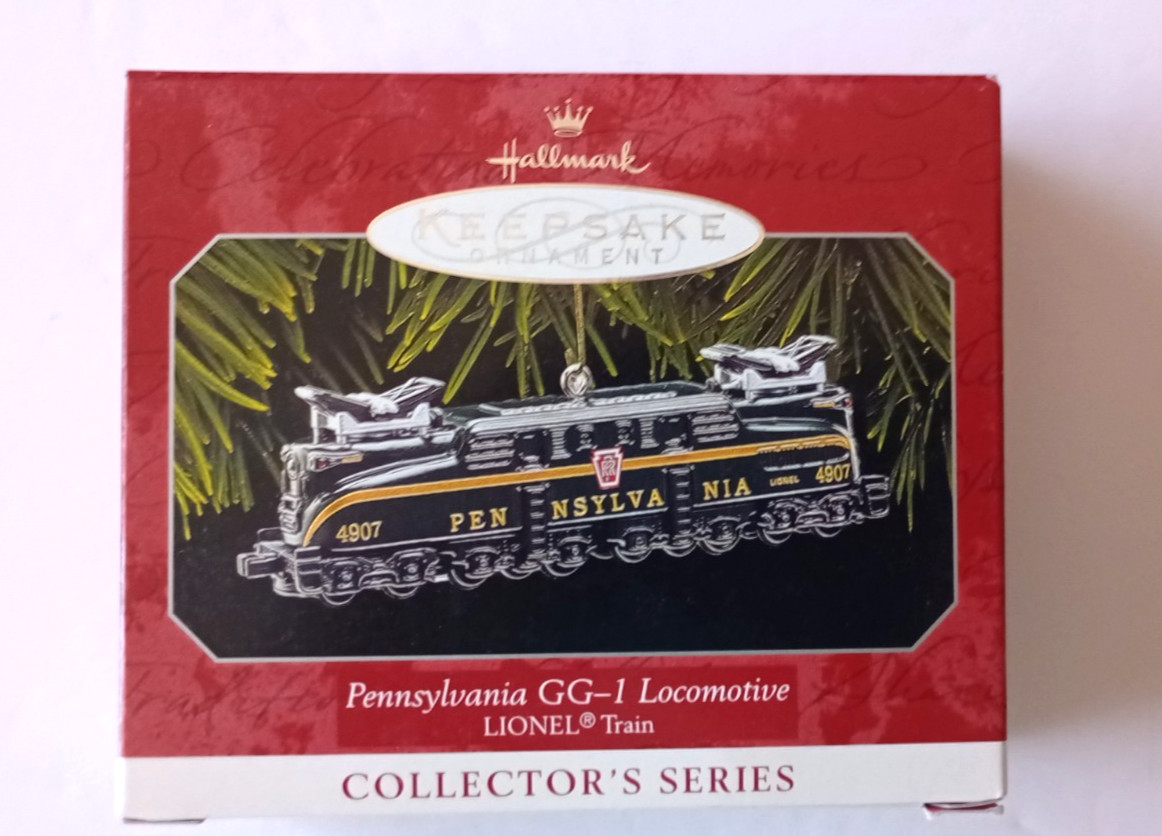 Hallmark
KEEPSAKE
ORNAMENT
4907 PEN NSYLVA NIA LIONEL 4907
Pennsylvania GG–1 Locomotive
LIONEL® Train
COLLECTOR'S SERIES